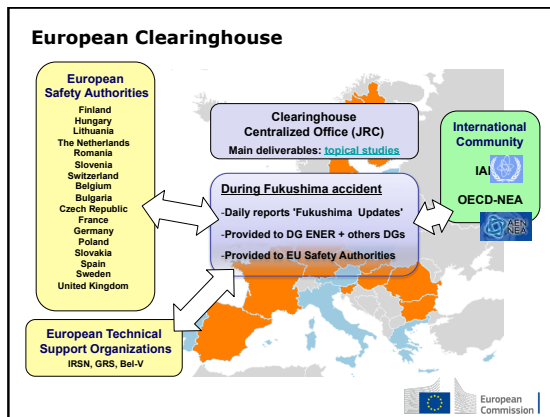 European Clearinghouse
European
Safety Authorities
Finland
Hungary
Lithuania
The Netherlands
Romania
Slovenia
Switzerland
Belgium
Bulgaria
Czech Republic
France
Germany
Poland
Slovakia
Spain
Sweden
United Kingdom
Clearinghouse
Centralized Office (JRC)
Main deliverables: topical studies
During Fukushima accident
-Daily reports 'Fukushima Updates'
-Provided to DG ENER + others DGs
-Provided to EU Safety Authorities
International
Community
OECD-NEA
AEN
NEA
European Technical
Support Organizations
IRSN, GRS, Bel-V
European
Commission